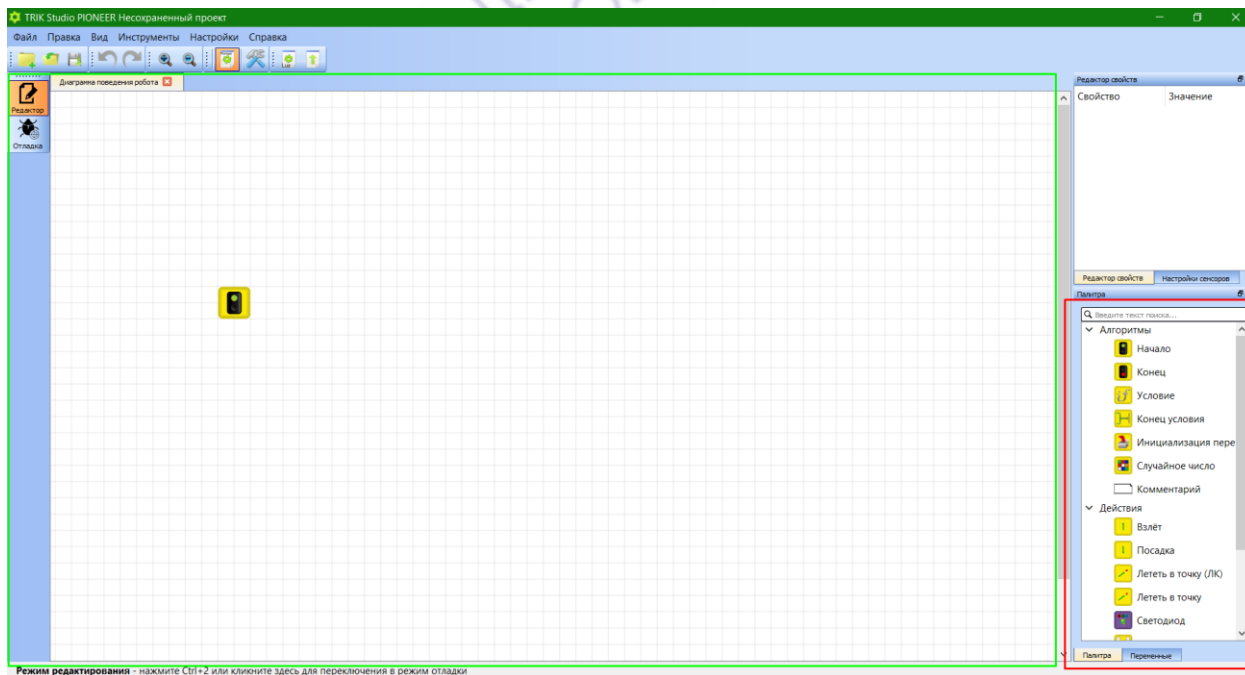 TRIK Studio PIONEER Несохраненный проект
Файл Правка Вид Инструменты Настройки Справка
Диаграмма поведения робота
Редактор
Отладка
Редактор свойств
Свойство Значение
Редактор свойств Настройки сенсоров
Палитра
Введите текст поиска...
Алгоритмы
Начало
Конец
Условие
Конец условия
Инициализация пере
Случайное число
Комментарий
Действия
Взлёт
Посадка
Лететь в точку (ЛК)
Лететь в точку
Светодиод
Палитра Переменные
Режим редактирования - нажмите Ctrl+2 или кликните здесь для переключения в режим отладки